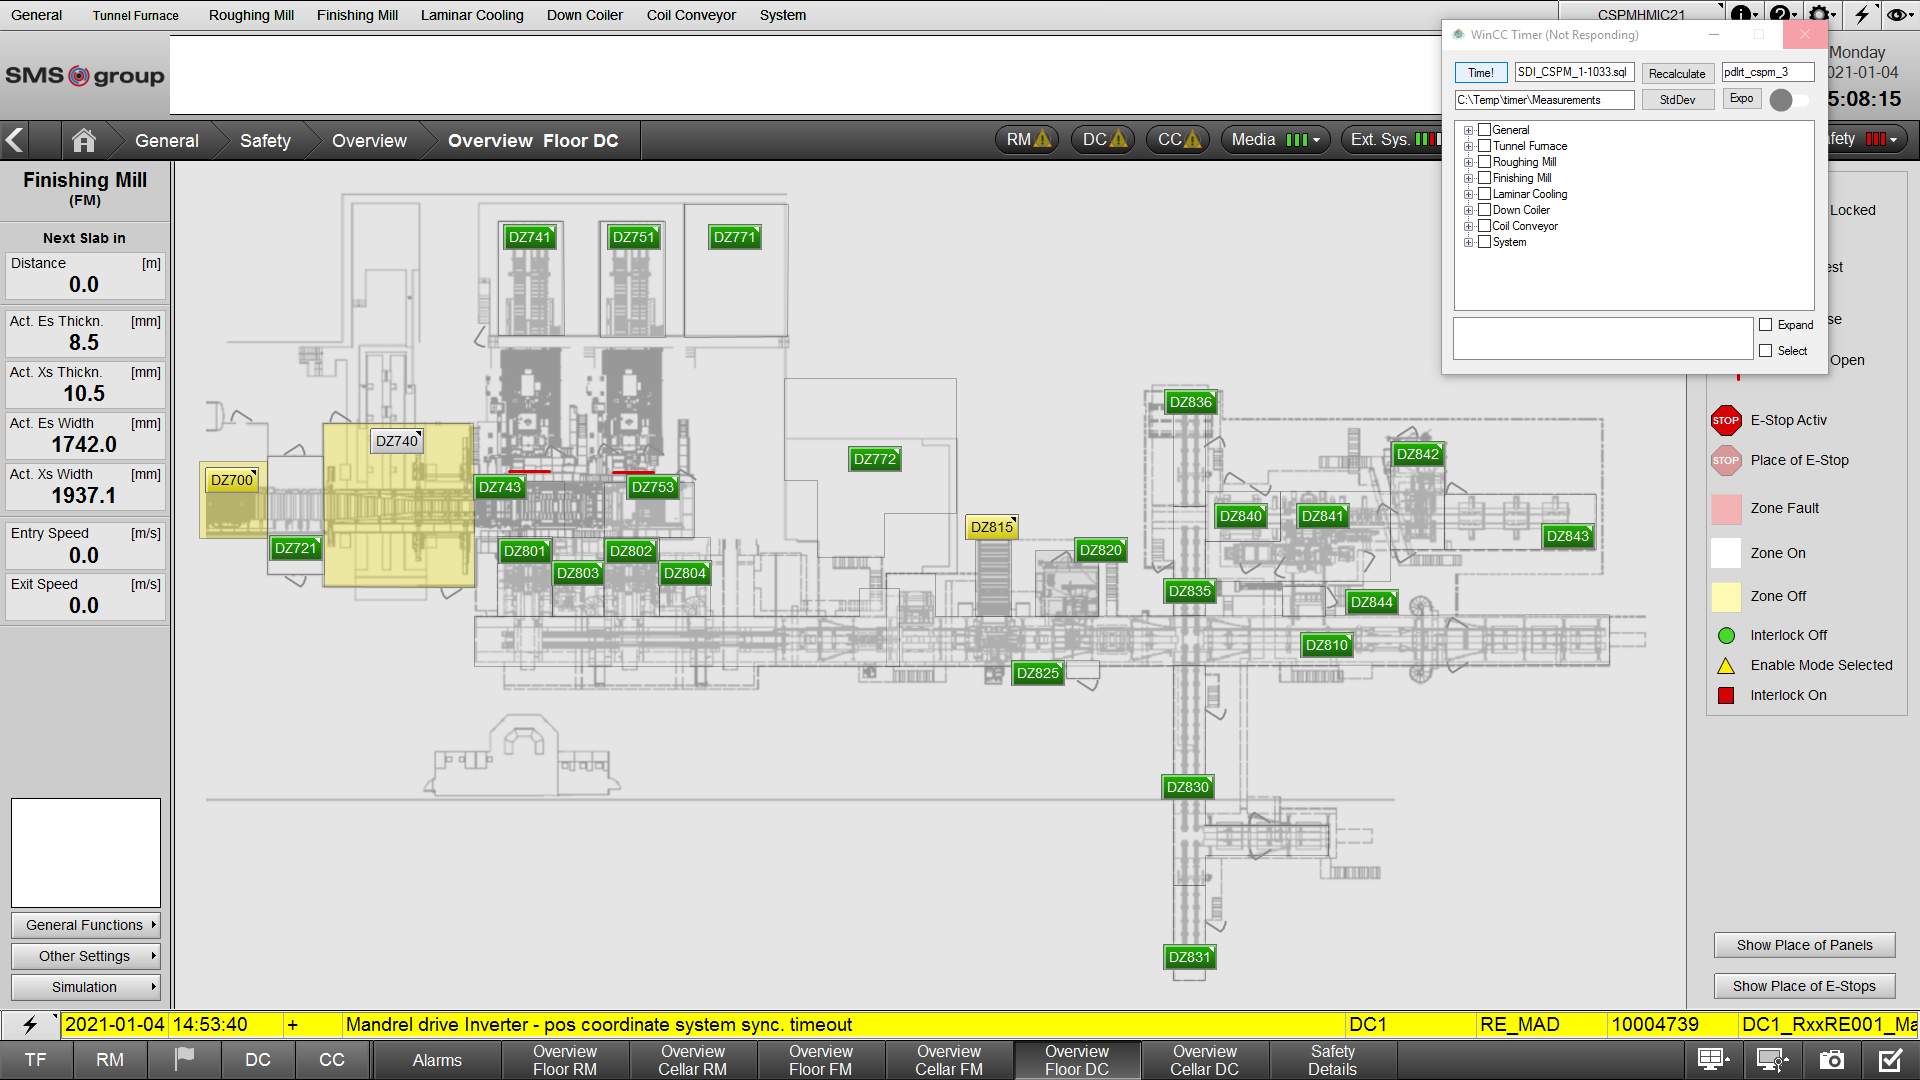 General Tunnel Furnace Roughing Mill Finishing Mill Laminar Cooling Down Coiler Coil Conveyor System CSPMHMIC21
SMS group
WinCC Timer (Not Responding)
Monday
021-01-04
5:08:15
Time! SDI_CSPM_1-1033.sql Recalculate pdlrt_cspm_3
C:\Temp\timer\Measurements StdDev Expo
General
Tunnel Furnace
Roughing Mill
Finishing Mill
Laminar Cooling
Down Coiler
Coil Conveyor
System
Expand
Select
General Safety Overview Overview Floor DC RM DC CC Media Ext. Sys. fety
Finishing Mill
(FM)
Next Slab in
Distance [m]
0.0
Act. Es Thickn. [mm]
8.5
Act. Xs Thickn. [mm]
10.5
Act. Es Width [mm]
1742.0
Act. Xs Width [mm]
1937.1
Entry Speed [m/s]
0.0
Exit Speed [m/s]
0.0
General Functions
Other Settings
Simulation
DZ741 DZ751 DZ771
DZ836
DZ740
DZ842
DZ772
DZ700
DZ743 DZ753
DZ815
DZ840 DZ841
DZ843
DZ721
DZ801 DZ802
DZ820
DZ803 DZ804
DZ835
DZ844
DZ810
DZ825
DZ830
DZ831
Locked
est
se
Open
STOP E-Stop Activ
STOP Place of E-Stop
Zone Fault
Zone On
Zone Off
Interlock Off
Enable Mode Selected
Interlock On
Show Place of Panels
Show Place of E-Stops
2021-01-04 14:53:40 + Mandrel drive Inverter - pos coordinate system sync. timeout DC1 RE_MAD 10004739 DC1_RxxRE001_Ma
TF RM DC CC Alarms
Overview
Floor RM
Overview
Cellar RM
Overview
Floor FM
Overview
Cellar FM
Overview
Floor DC
Overview
Cellar DC
Safety
Details